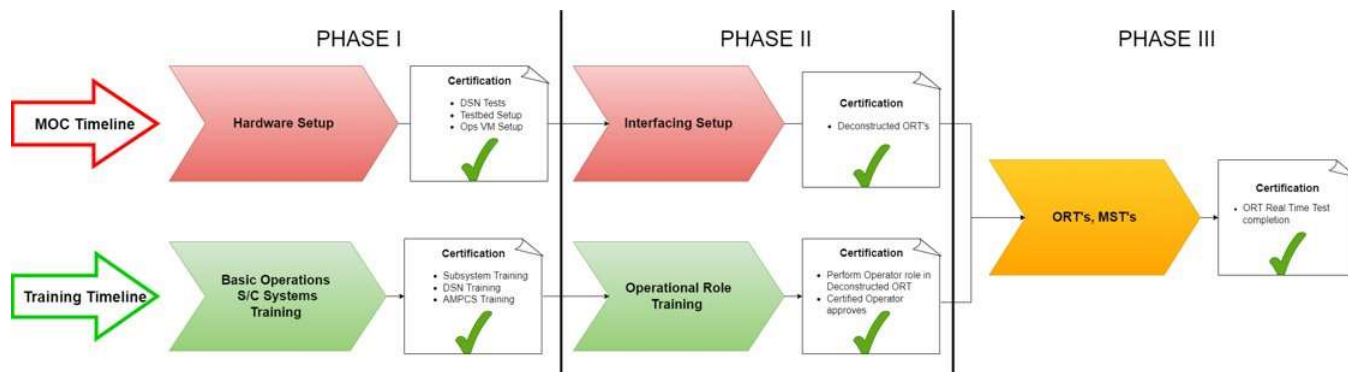 PHASE I
PHASE II
PHASE III
MOC Timeline
Hardware Setup
Certification
• DSN Tests
• Testbed Setup
• Ops VM Setup
Interfacing Setup
Certification
• Deconstructed ORT's
Training Timeline
Basic Operations
S/C Systems
Training
Certification
• Subsystem Training
• DSN Training
• AMPCS Training
Operational Role
Training
Certification
• Perform Operator role in
Deconstructed ORT
• Certified Operator
approves
ORT's, MST's
Certification
• ORT Real Time Test
completion